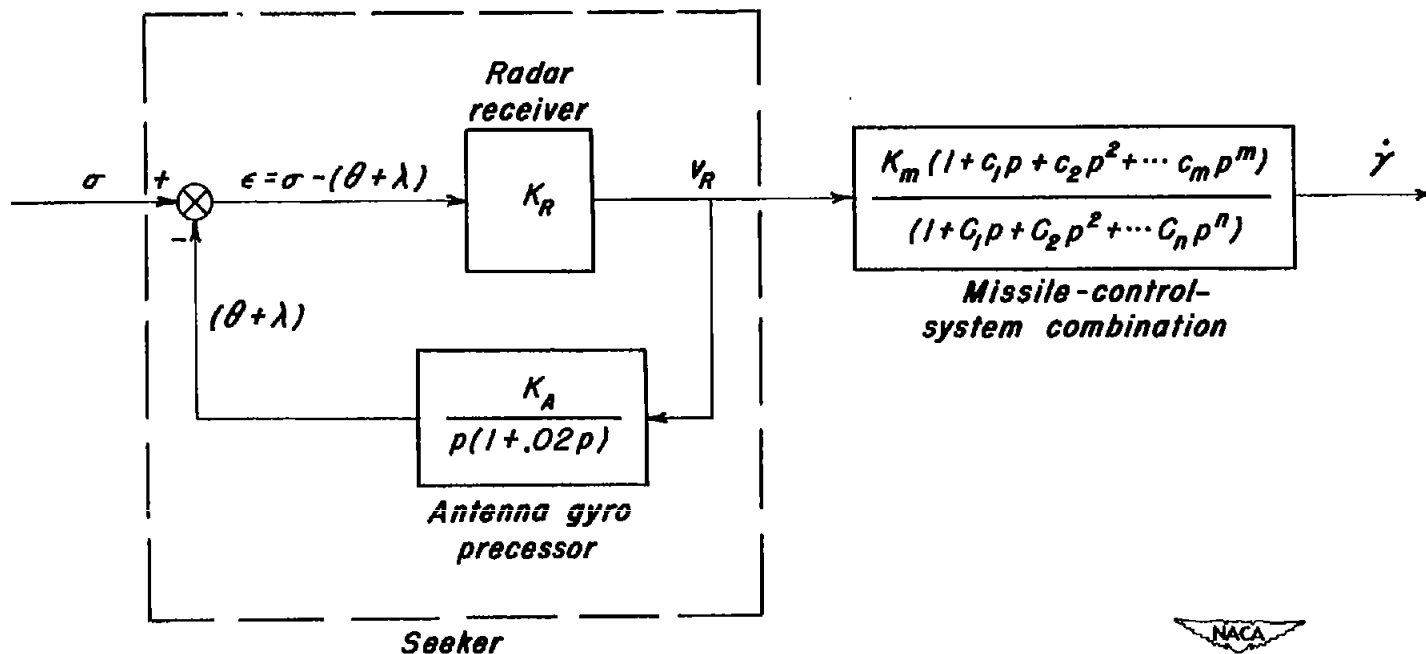 Radar
receiver
σ
+
ϵ = σ - (θ + λ)
K_R
V_R
K_m (1 + c_1 p + c_2 p^2 + ··· c_m p^m)
(1 + C_1 p + C_2 p^2 + ··· C_n p^n)
γ̇
-
Missile-control-
system combination
(θ + λ)
K_A
p(1 + .02p)
Antenna gyro
precessor
Seeker
NACA